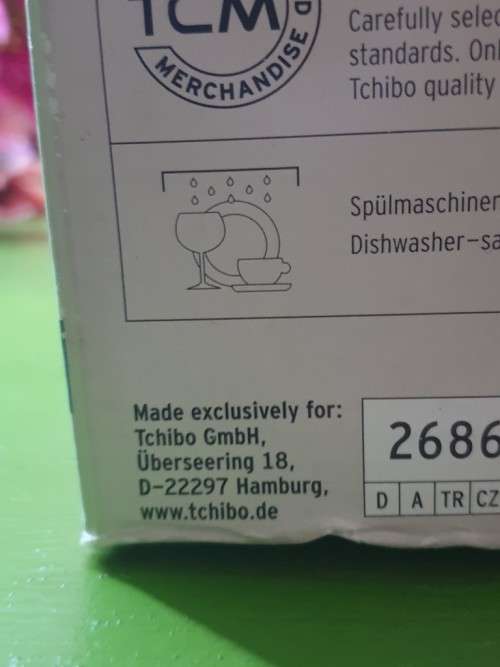 TCM
MERCHANDISE D
Carefully selec
standards. Onl
Tchibo quality
Spülmaschinen
Dishwasher-sa
Made exclusively for:
Tchibo GmbH,
Überseering 18,
D-22297 Hamburg,
www.tchibo.de
2686
D A TR CZ